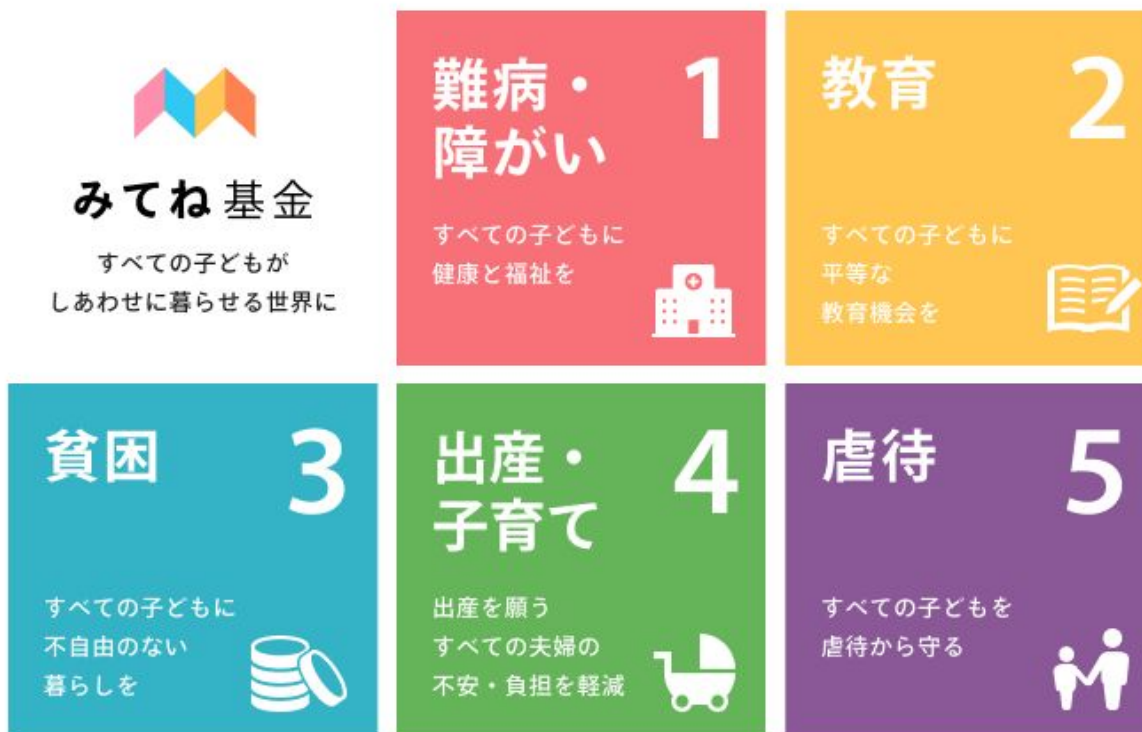 みてね基金
すべての子どもが
しあわせに暮らせる世界に
難病・
障がい
1
すべての子どもに
健康と福祉を
教育
2
すべての子どもに
平等な
教育機会を
貧困
3
すべての子どもに
不自由のない
暮らしを
出産・
子育て
4
出産を願う
すべての夫婦の
不安・負担を軽減
虐待
5
すべての子どもを
虐待から守る